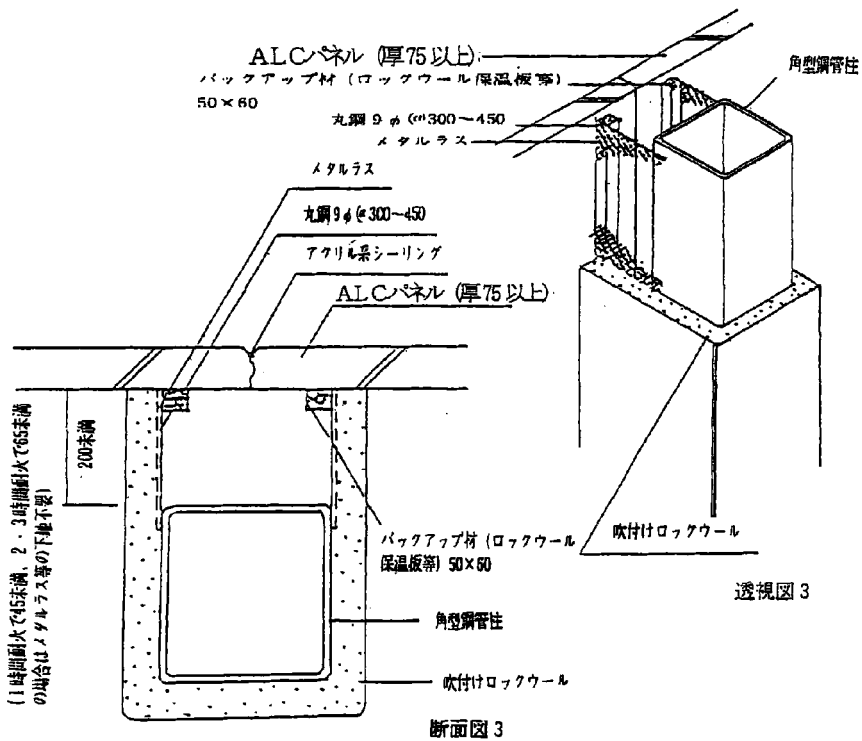 ALCパネル (厚75以上)
バックアップ材 (ロックウール保温板等)
50×60
丸鋼 9φ @300〜450
メタルラス
角型鋼管柱
メタルラス
丸鋼 9φ @300〜450
アクリル系シーリング
ALCパネル (厚75以上)
200未満
(1時間耐火で45未満、2・3時間耐火で65未満
の場合はメタルラス等の下地不要)
バックアップ材 (ロックウール
保温板等) 50×60
角型鋼管柱
吹付けロックウール
断面図3
吹付けロックウール
透視図3